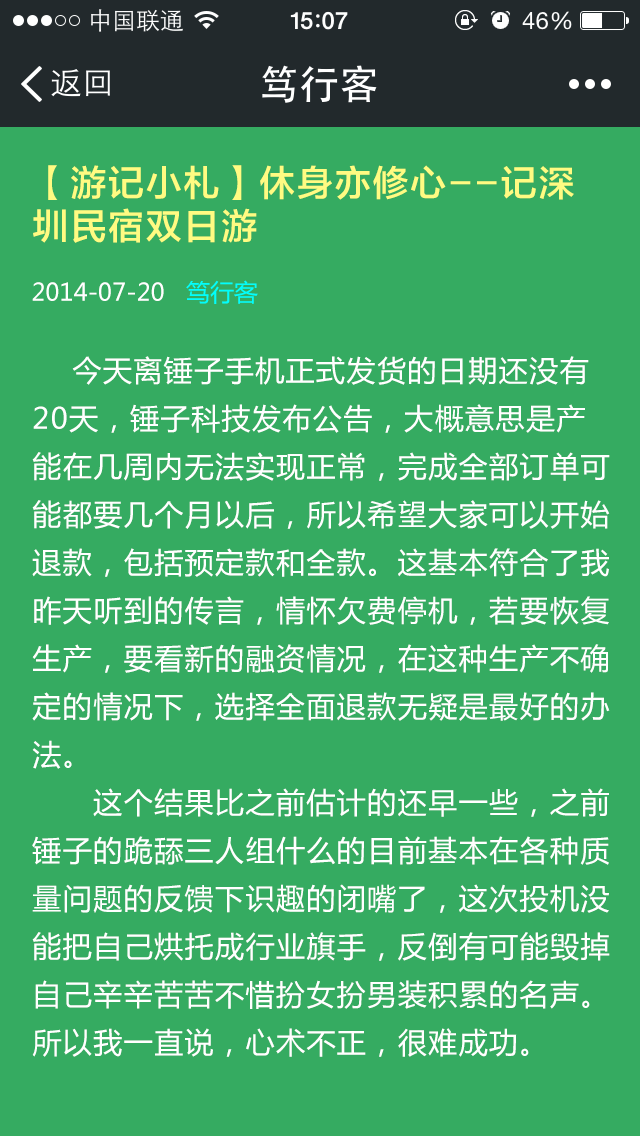 中国联通 15:07 46%
返回 笃行客
【游记小札】休身亦修心--记深
圳民宿双日游
2014-07-20 笃行客
今天离锤子手机正式发货的日期还没有
20天，锤子科技发布公告，大概意思是产
能在几周内无法实现正常，完成全部订单可
能都要几个月以后，所以希望大家可以开始
退款，包括预定款和全款。这基本符合了我
昨天听到的传言，情怀欠费停机，若要恢复
生产，要看新的融资情况，在这种生产不确
定的情况下，选择全面退款无疑是最好的办
法。
这个结果比之前估计的还早一些，之前
锤子的跪舔三人组什么的目前基本在各种质
量问题的反馈下识趣的闭嘴了，这次投机没
能把自己烘托成行业旗手，反倒有可能毁掉
自己辛辛苦苦不惜扮女扮男装积累的名声。
所以我一直说，心术不正，很难成功。